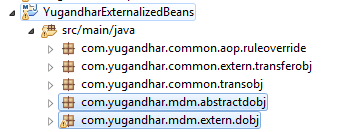 YugandharExternalizedBeans
src/main/java
com.yugandhar.common.aop.ruleoverride
com.yugandhar.common.extern.transferobj
com.yugandhar.common.transobj
com.yugandhar.mdm.abstractdobj
com.yugandhar.mdm.extern.dobj